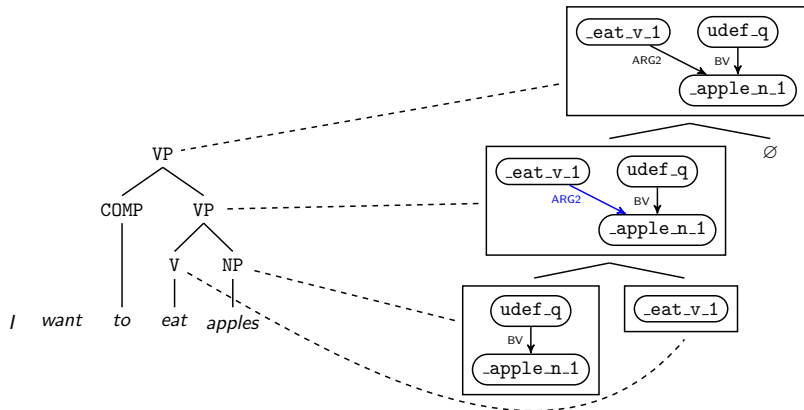 _eat_v_1 udef_q
ARG2 BV
_apple_n_1
VP ∅
_eat_v_1 udef_q
COMP VP ARG2 BV
_apple_n_1
V NP
udef_q _eat_v_1
I want to eat apples
BV
_apple_n_1